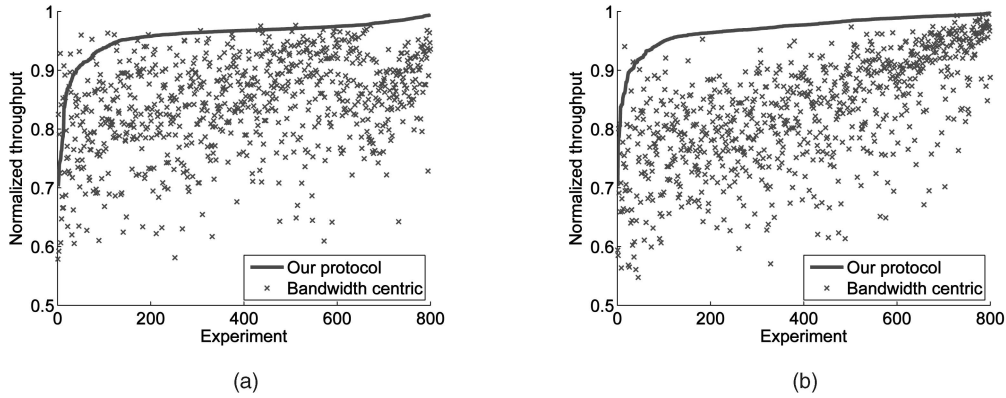 1
0.9
0.8
0.7
0.6
0.5
Normalized throughput
0 200 400 600 800
Experiment
Our protocol
Bandwidth centric
(a)
1
0.9
0.8
0.7
0.6
0.5
Normalized throughput
0 200 400 600 800
Experiment
Our protocol
Bandwidth centric
(b)